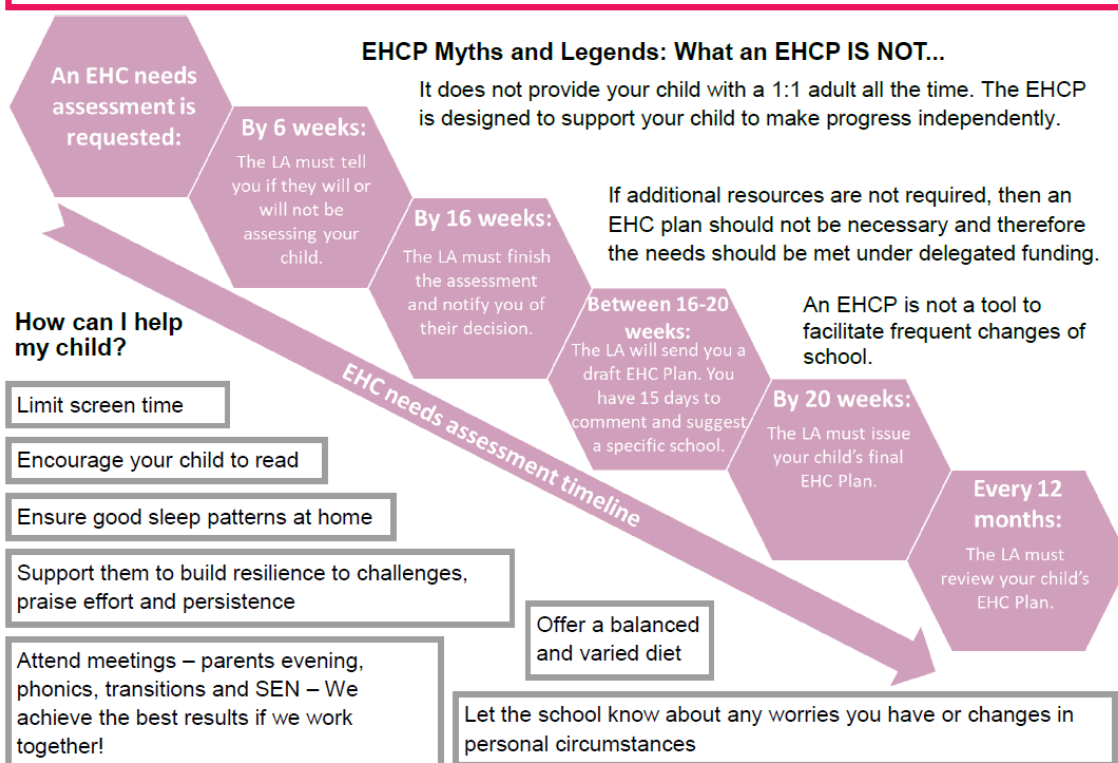 An EHC needs
assessment is
requested:
EHCP Myths and Legends: What an EHCP IS NOT...
It does not provide your child with a 1:1 adult all the time. The EHCP
is designed to support your child to make progress independently.
By 6 weeks:
The LA must tell
you if they will or
will not be
assessing your
child.
If additional resources are not required, then an
EHC plan should not be necessary and therefore
the needs should be met under delegated funding.
By 16 weeks:
The LA must finish
the assessment
and notify you of
their decision.
An EHCP is not a tool to
facilitate frequent changes of
school.
Between 16-20
weeks:
The LA will send you a
draft EHC Plan. You
have 15 days to
comment and suggest
a specific school.
By 20 weeks:
The LA must issue
your child's final
EHC Plan.
Every 12
months:
The LA must
review your child's
EHC Plan.
EHC needs assessment timeline
How can I help
my child?
Limit screen time
Encourage your child to read
Ensure good sleep patterns at home
Support them to build resilience to challenges,
praise effort and persistence
Offer a balanced
and varied diet
Attend meetings – parents evening,
phonics, transitions and SEN – We
achieve the best results if we work
together!
Let the school know about any worries you have or changes in
personal circumstances